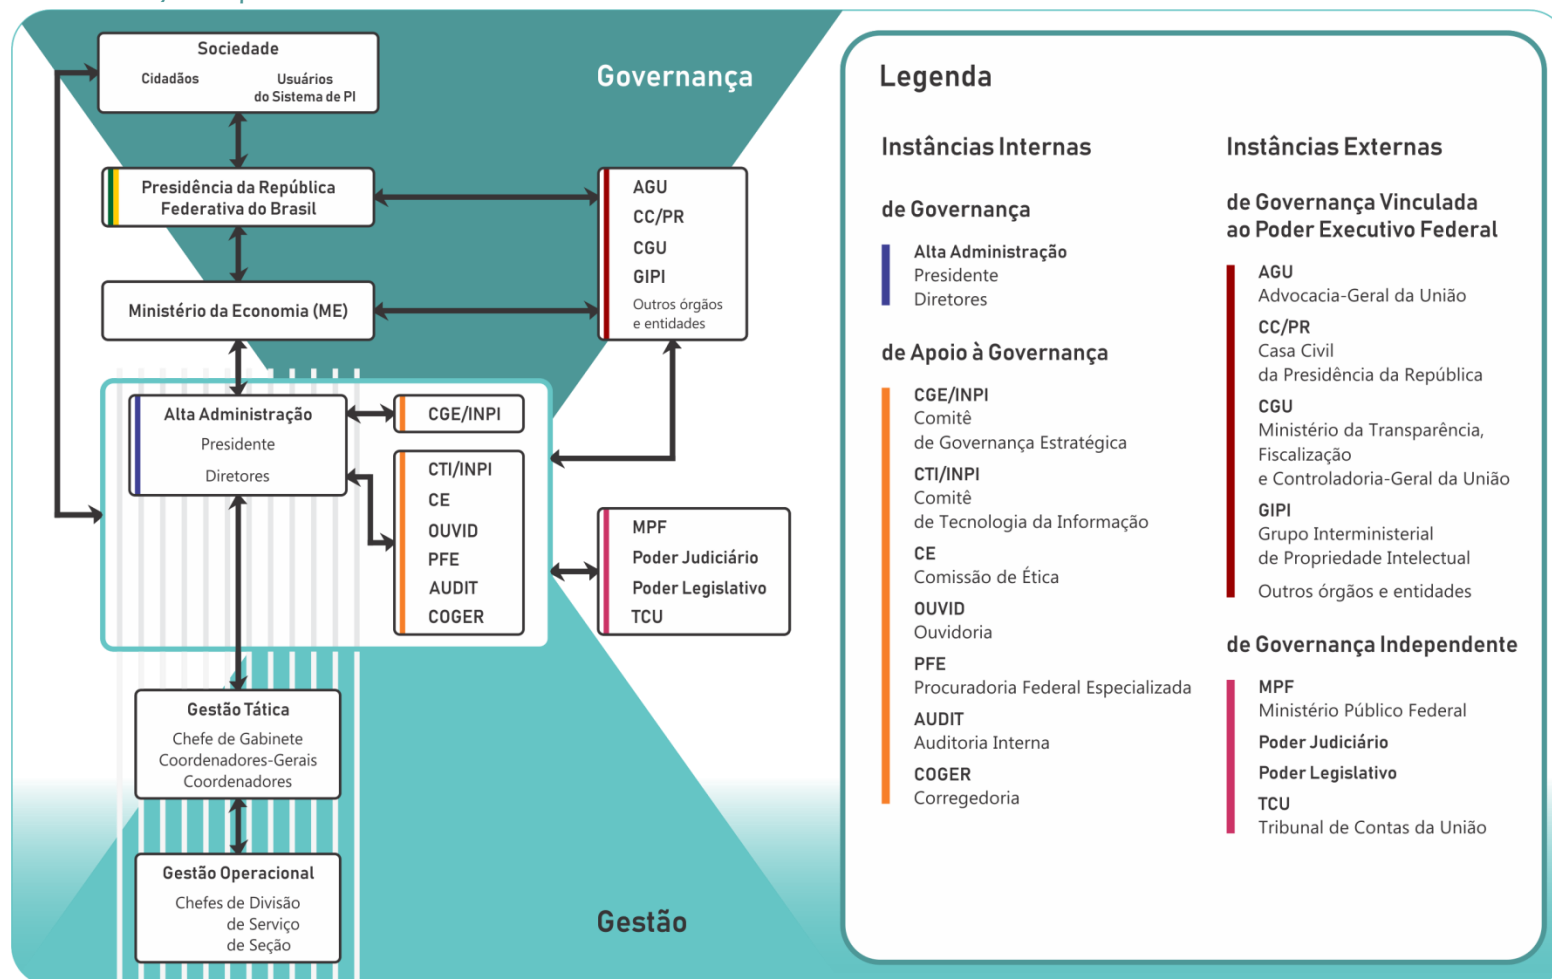 Sociedade
Cidadãos
Usuários
do Sistema de PI
Governança
Presidência da República
Federativa do Brasil
AGU
CC/PR
CGU
GIPI
Outros órgãos
e entidades
Ministério da Economia (ME)
Alta Administração
Presidente
Diretores
CGE/INPI
CTI/INPI
CE
OUVID
PFE
AUDIT
COGER
MPF
Poder Judiciário
Poder Legislativo
TCU
Gestão Tática
Chefe de Gabinete
Coordenadores-Gerais
Coordenadores
Gestão Operacional
Chefes de Divisão
de Serviço
de Seção
Gestão
Legenda
Instâncias Internas
de Governança
Alta Administração
Presidente
Diretores
de Apoio à Governança
CGE/INPI
Comitê
de Governança Estratégica
CTI/INPI
Comitê
de Tecnologia da Informação
CE
Comissão de Ética
OUVID
Ouvidoria
PFE
Procuradoria Federal Especializada
AUDIT
Auditoria Interna
COGER
Corregedoria
Instâncias Externas
de Governança Vinculada
ao Poder Executivo Federal
AGU
Advocacia-Geral da União
CC/PR
Casa Civil
da Presidência da República
CGU
Ministério da Transparência,
Fiscalização
e Controladoria-Geral da União
GIPI
Grupo Interministerial
de Propriedade Intelectual
Outros órgãos e entidades
de Governança Independente
MPF
Ministério Público Federal
Poder Judiciário
Poder Legislativo
TCU
Tribunal de Contas da União